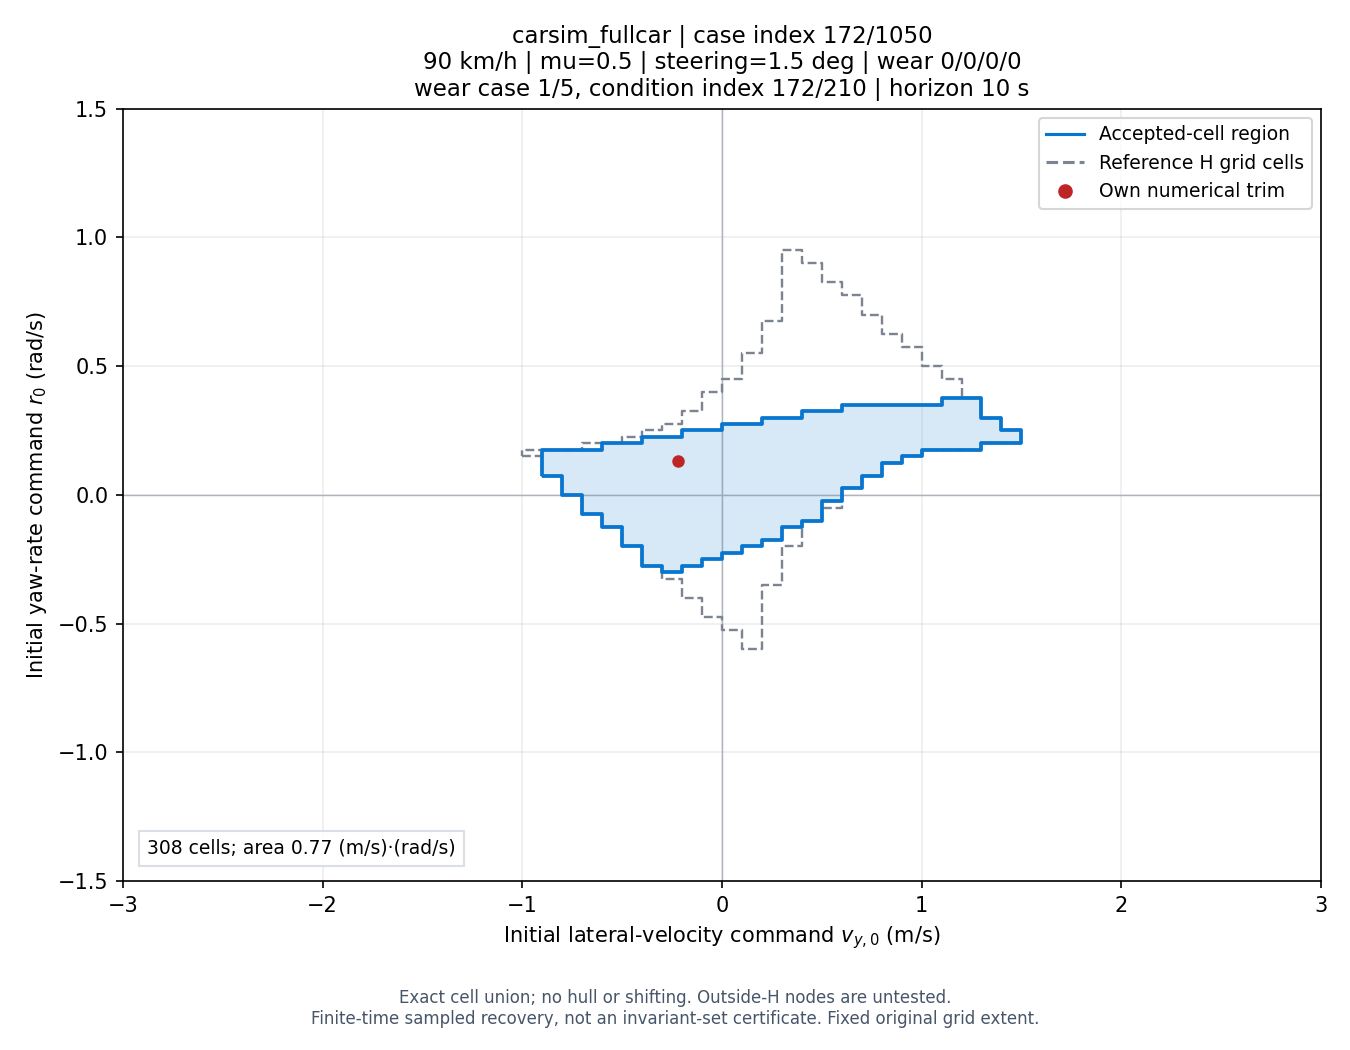 carsim_fullcar | case index 172/1050
90 km/h | mu=0.5 | steering=1.5 deg | wear 0/0/0/0
wear case 1/5, condition index 172/210 | horizon 10 s
Accepted-cell region
Reference H grid cells
Own numerical trim
1.5
1.0
0.5
0.0
−0.5
−1.0
−1.5
Initial yaw-rate command r0 (rad/s)
308 cells; area 0.77 (m/s)·(rad/s)
−3
−2
−1
0
1
2
3
Initial lateral-velocity command vy,0 (m/s)
Exact cell union; no hull or shifting. Outside-H nodes are untested.
Finite-time sampled recovery, not an invariant-set certificate. Fixed original grid extent.